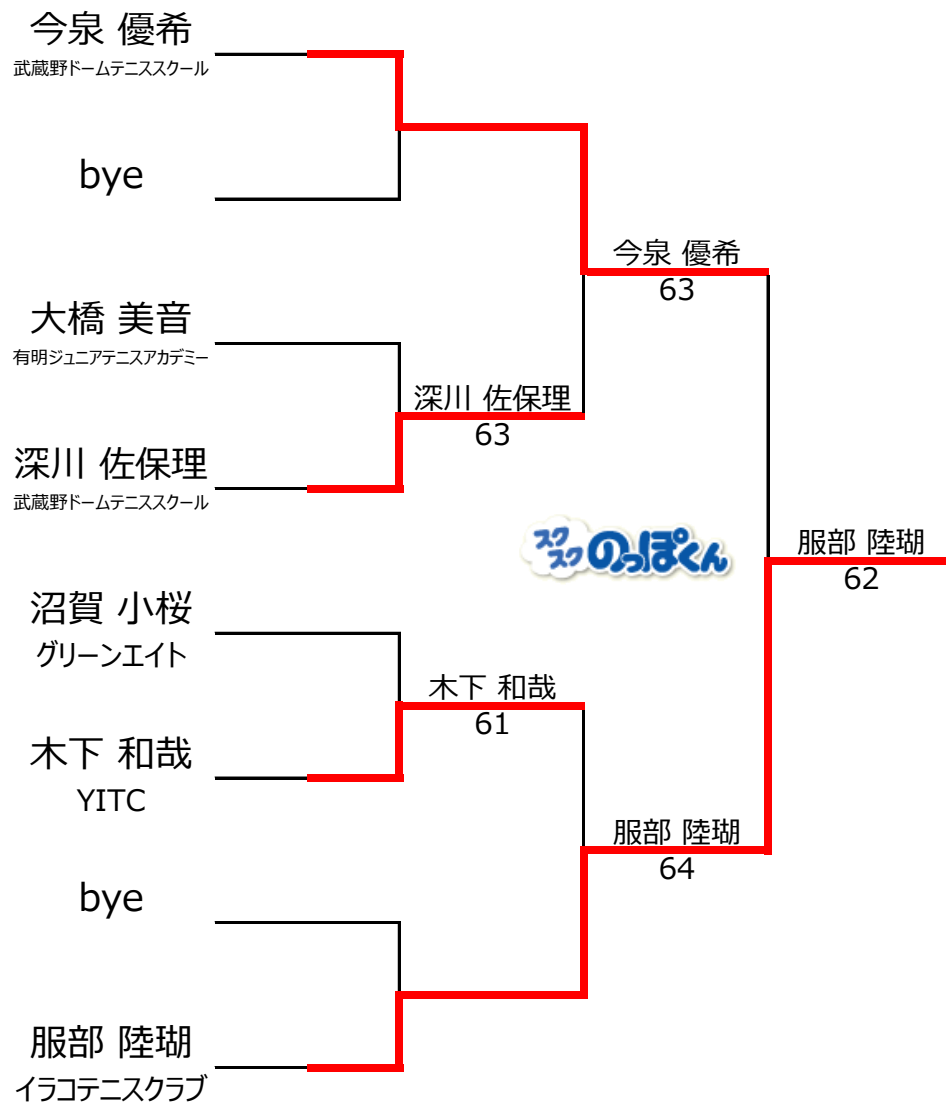 今泉 優希
武蔵野ドームテニススクール
bye
今泉 優希
63
大橋 美音
有明ジュニアテニスアカデミー
深川 佐保理
63
深川 佐保理
武蔵野ドームテニススクール
スクスク のっぽくん
服部 陸瑚
62
沼賀 小桜
グリーンエイト
木下 和哉
61
木下 和哉
YITC
服部 陸瑚
64
bye
服部 陸瑚
イラコテニスクラブ